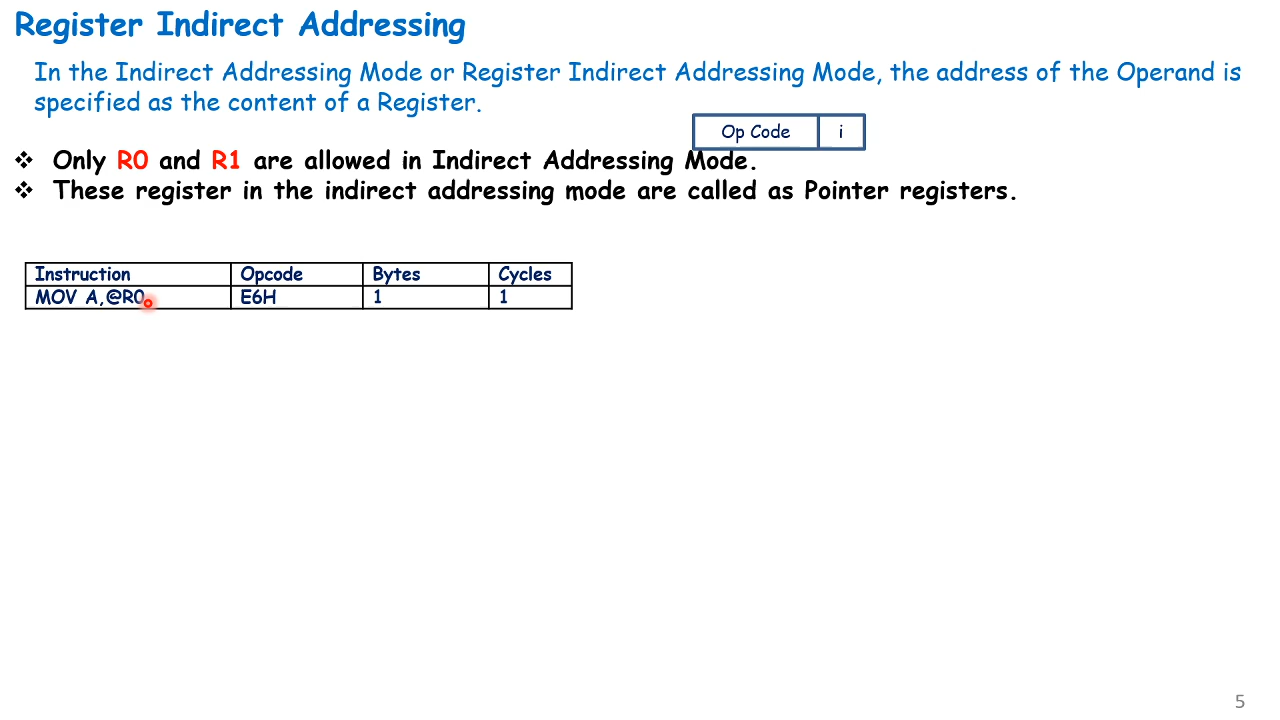 Register Indirect Addressing
In the Indirect Addressing Mode or Register Indirect Addressing Mode, the address of the Operand is
specified as the content of a Register.
Op Code i
❖ Only R0 and R1 are allowed in Indirect Addressing Mode.
❖ These register in the indirect addressing mode are called as Pointer registers.
Instruction Opcode Bytes Cycles
MOV A,@R0 E6H 1 1
5